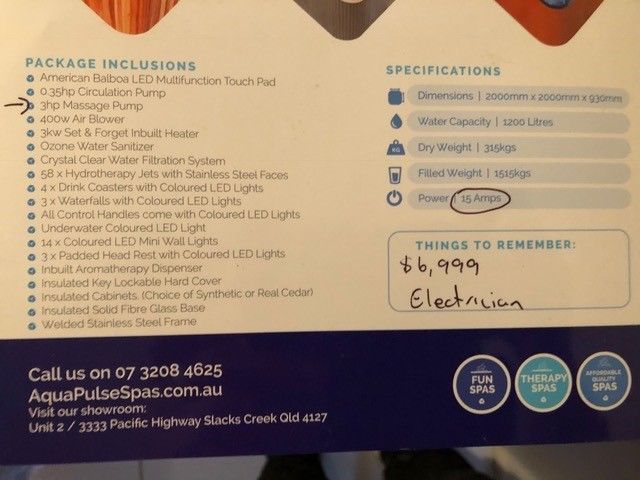 PACKAGE INCLUSIONS
American Balboa LED Multifunction Touch Pad
0.35hp Circulation Pump
3hp Massage Pump
400w Air Blower
3kw Set & Forget Inbuilt Heater
Ozone Water Sanitizer
Crystal Clear Water Filtration System
58 x Hydrotherapy Jets with Stainless Steel Faces
4 x Drink Coasters with Coloured LED Lights
3 x Waterfalls with Coloured LED Lights
All Control Handles come with Coloured LED Lights
Underwater Coloured LED Light
14 x Coloured LED Mini Wall Lights
3 x Padded Head Rest with Coloured LED Lights
Inbuilt Aromatherapy Dispenser
Insulated Key Lockable Hard Cover
Insulated Cabinets. (Choice of Synthetic or Real Cedar)
Insulated Solid Fibre Glass Base
Welded Stainless Steel Frame
SPECIFICATIONS
Dimensions | 2000mm x 2000mm x 930mm
Water Capacity | 1200 Litres
KG
Dry Weight | 315kgs
Filled Weight | 1515kgs
Power | 15 Amps
THINGS TO REMEMBER:
$6,999
Electrician
Call us on 07 3208 4625
AquaPulseSpas.com.au
Visit our showroom:
Unit 2 / 3333 Pacific Highway Slacks Creek Qld 4127
FUN
SPAS
THERAPY
SPAS
AFFORDABLE
QUALITY
SPAS